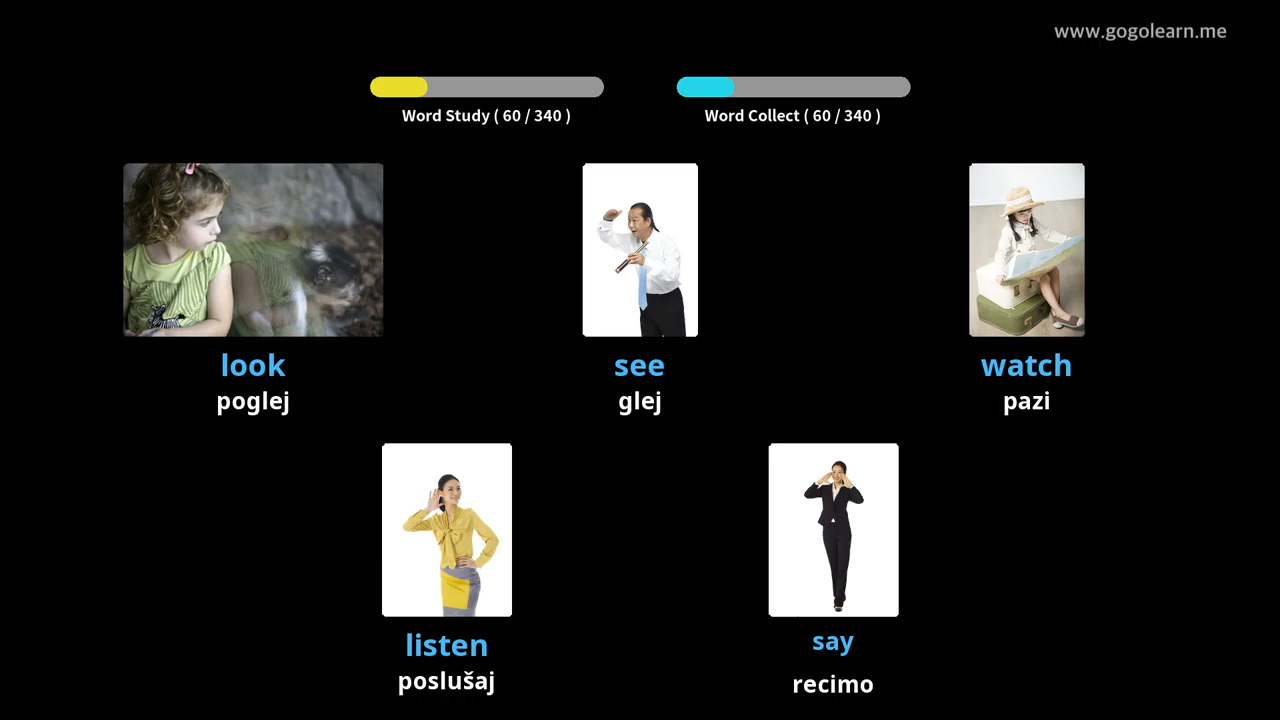 www.gogolearn.me
Word Study ( 60 / 340 )
Word Collect ( 60 / 340 )
look
see
watch
poglej
glej
pazi
listen
say
poslušaj
recimo